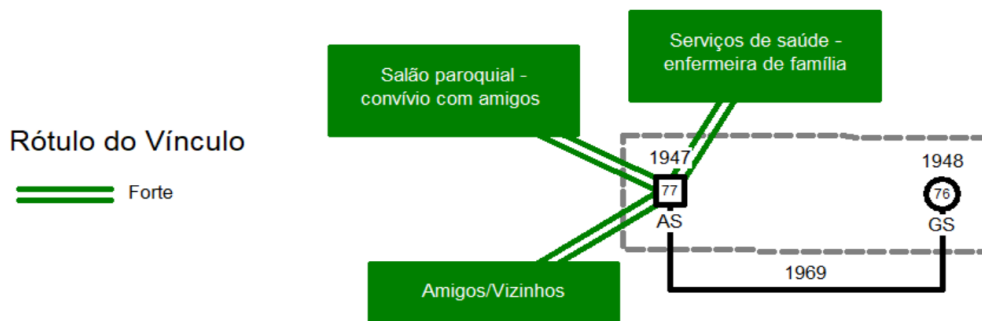 Serviços de saúde -
enfermeira de família
Salão paroquial -
convívio com amigos
Rótulo do Vínculo
Forte
1947
1948
77
76
AS
GS
1969
Amigos/Vizinhos